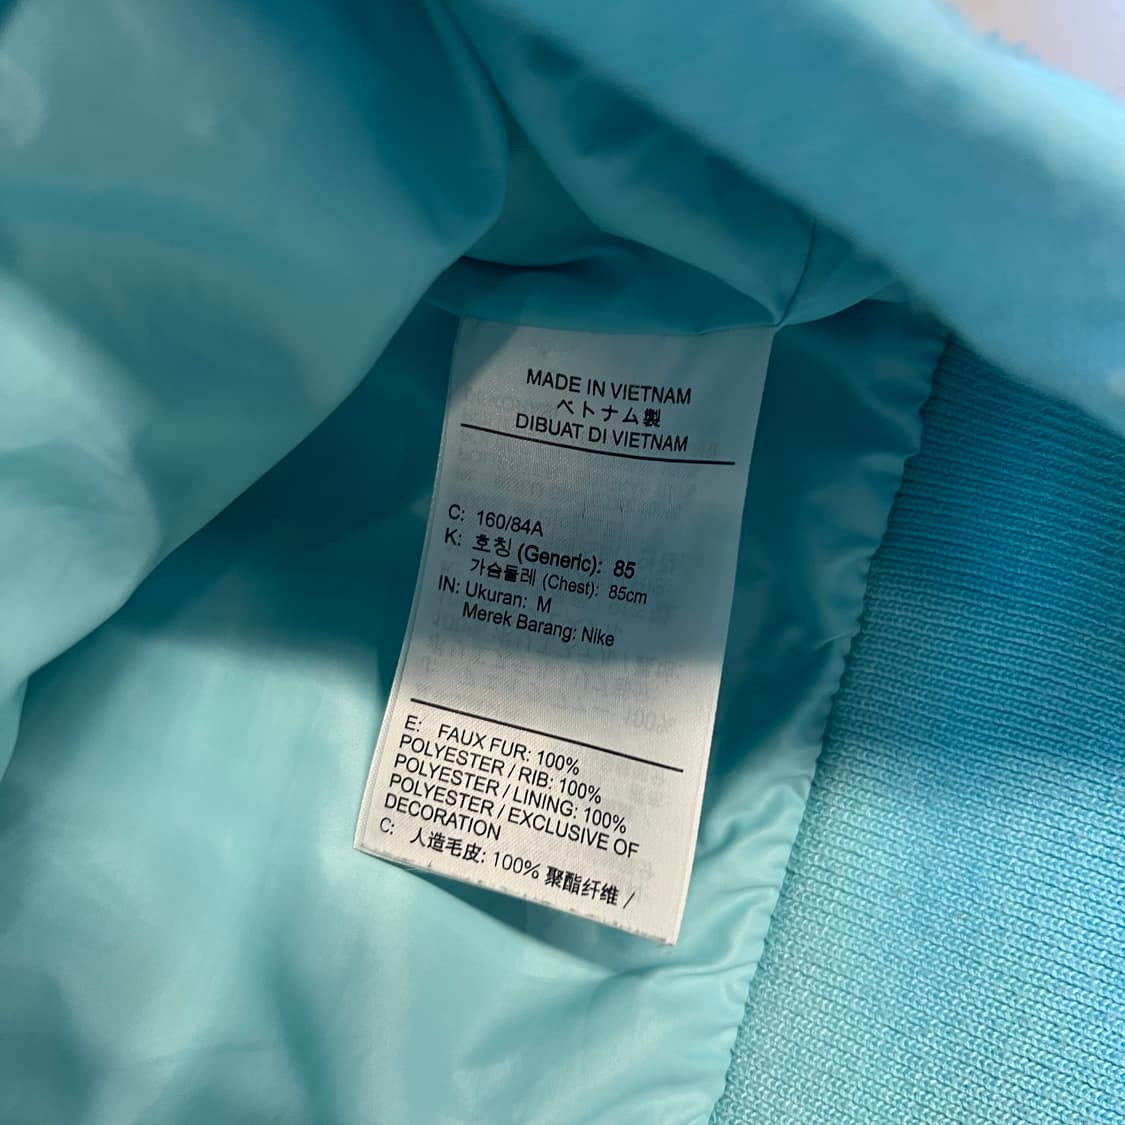 MADE IN VIETNAM
ベトナム製
DIBUAT DI VIETNAM
C: 160/84A
K: 호칭 (Generic): 85
가슴둘레 (Chest): 85cm
IN: Ukuran: M
Merek Barang: Nike
E: FAUX FUR: 100%
POLYESTER / RIB: 100%
POLYESTER / LINING: 100%
POLYESTER / EXCLUSIVE OF
DECORATION
C: 人造毛皮: 100% 聚酯纤维 /